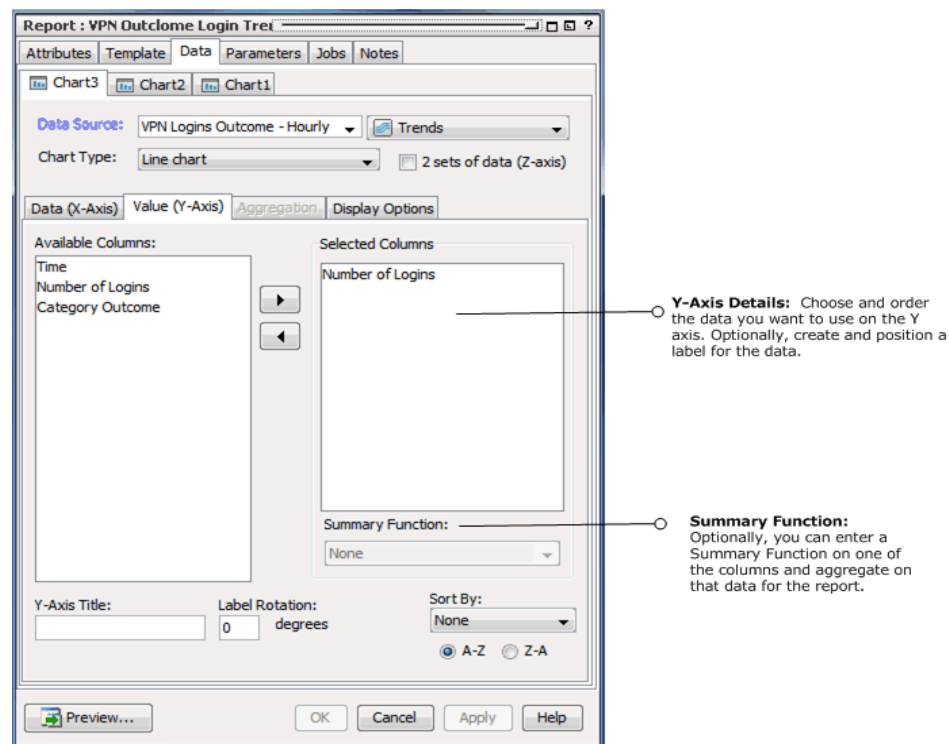 Report : VPN Outclome Login Trei
?
Attributes Template Data Parameters Jobs Notes
Chart3 Chart2 Chart1
Data Source: VPN Logins Outcome - Hourly Trends
Chart Type: Line chart 2 sets of data (Z-axis)
Data (X-Axis) Value (Y-Axis) Aggregation Display Options
Available Columns:
Time
Number of Logins
Category Outcome
Selected Columns
Number of Logins
Summary Function:
None
Y-Axis Title:
Label Rotation:
0 degrees
Sort By:
None
A-Z Z-A
Preview... OK Cancel Apply Help
Y-Axis Details: Choose and order
the data you want to use on the Y
axis. Optionally, create and position a
label for the data.
Summary Function:
Optionally, you can enter a
Summary Function on one of
the columns and aggregate on
that data for the report.